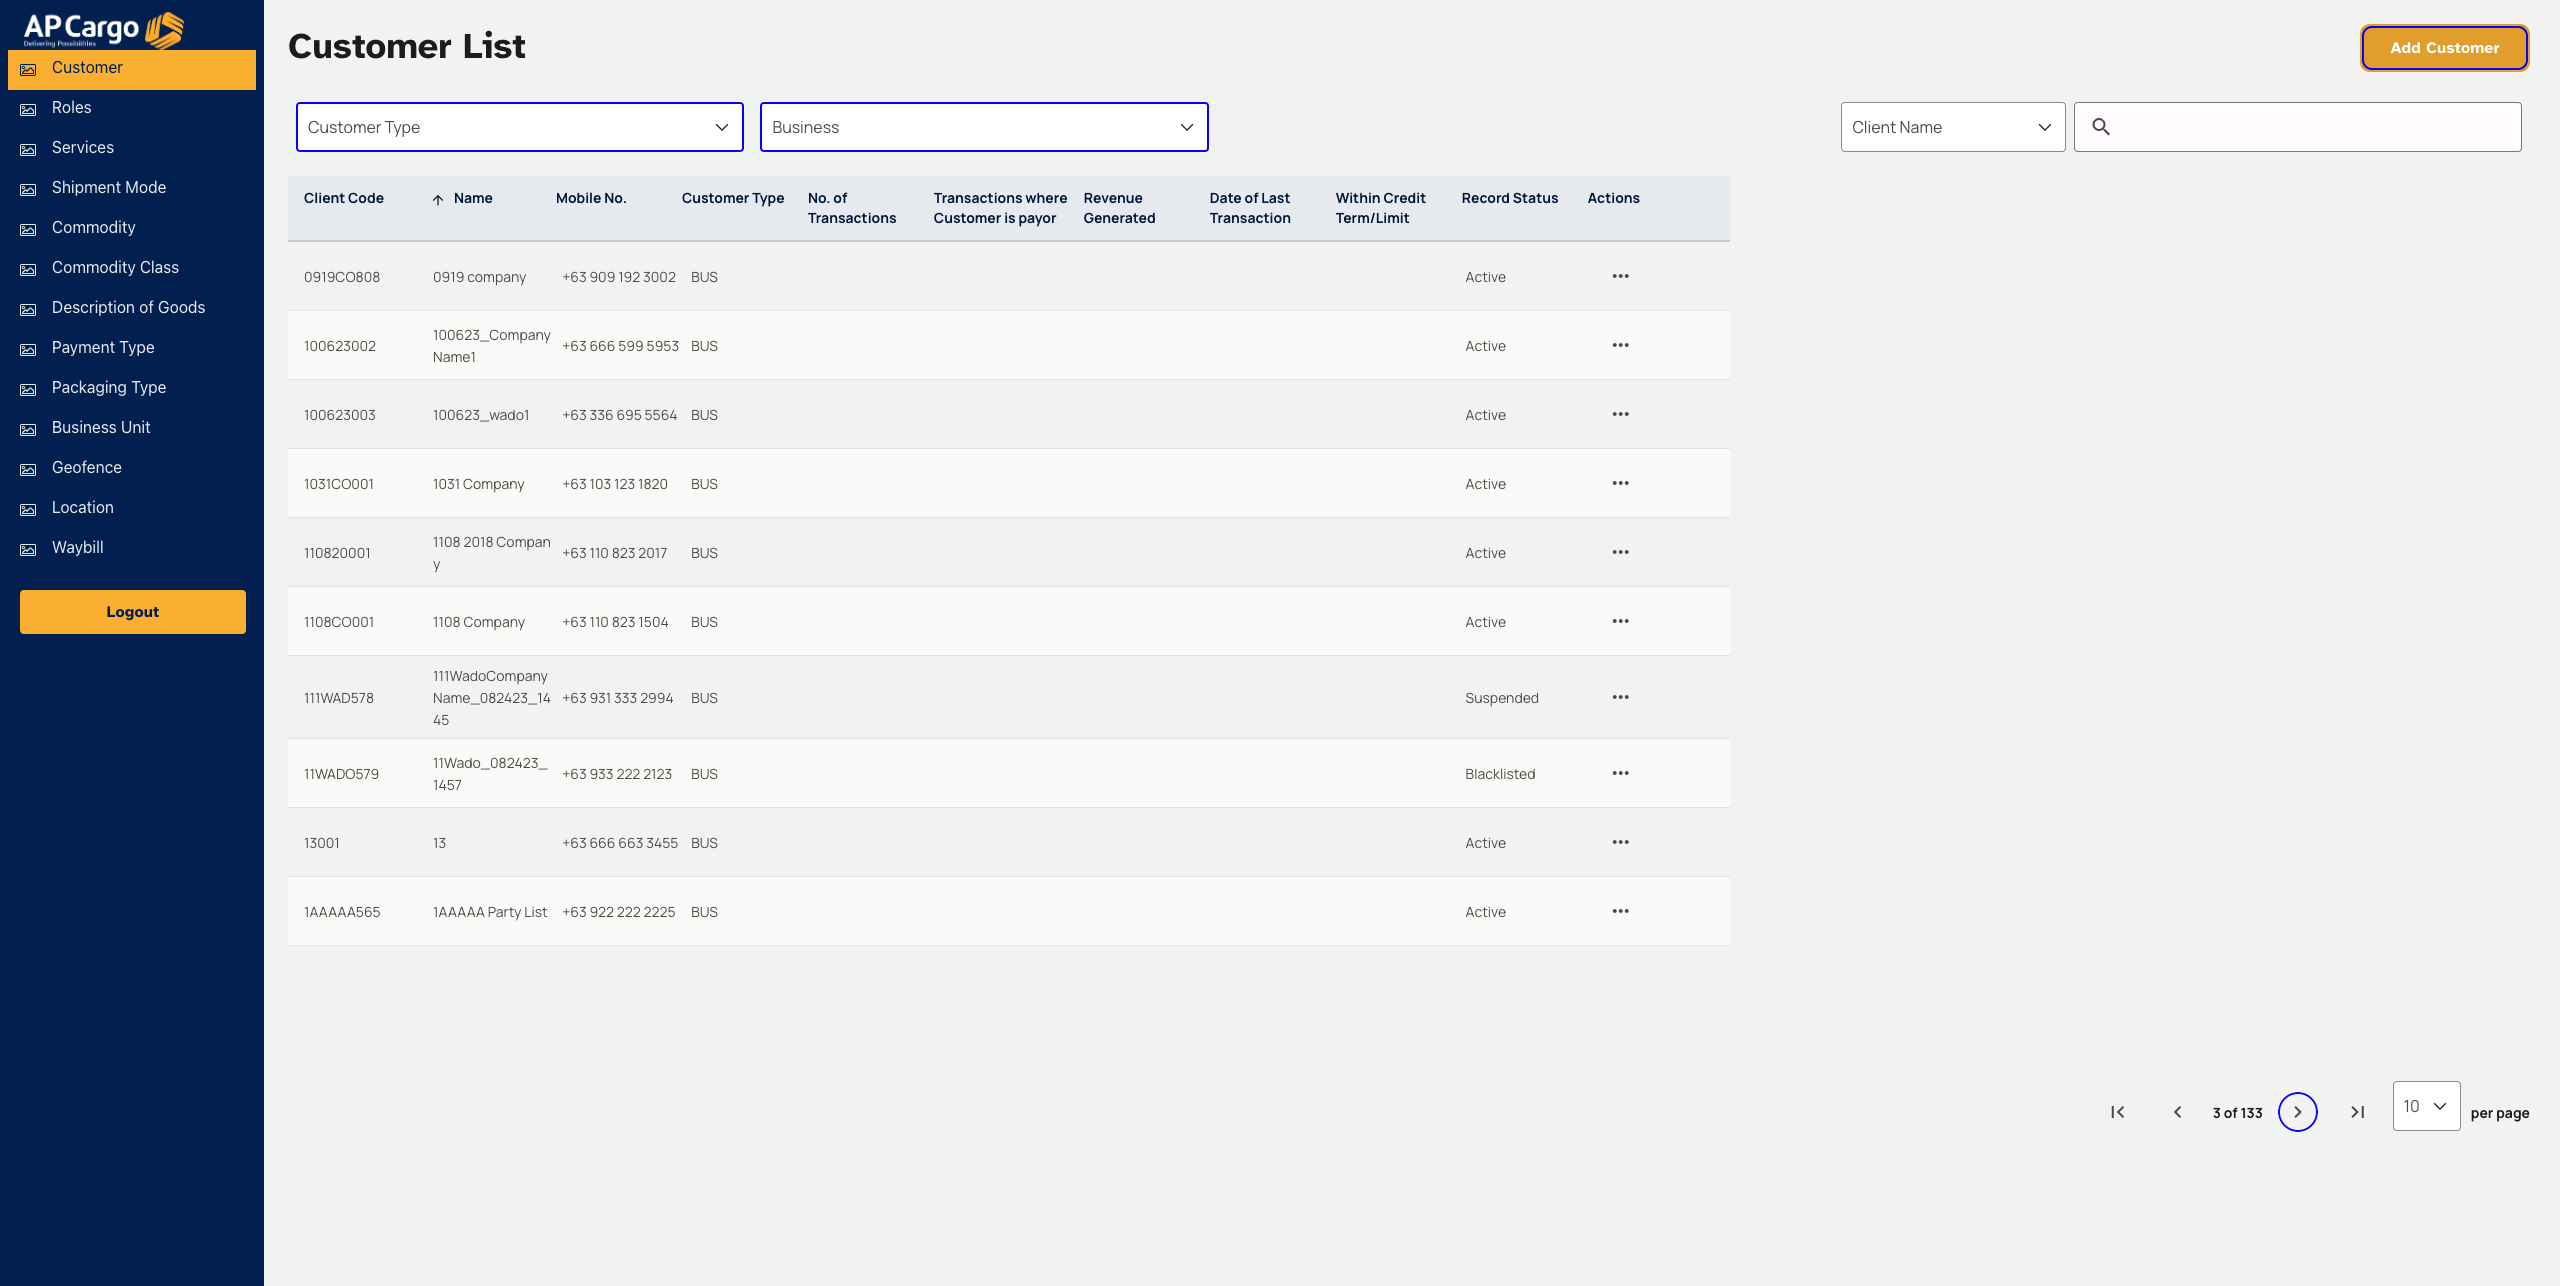 AP Cargo
Delivering Possibilities
Customer
Roles
Services
Shipment Mode
Commodity
Commodity Class
Description of Goods
Payment Type
Packaging Type
Business Unit
Geofence
Location
Waybill
Logout
Customer List
Add Customer
Customer Type
Business
Client Name
Client Code
Name
Mobile No.
Customer Type
No. of
Transactions
Transactions where
Customer is payor
Revenue
Generated
Date of Last
Transaction
Within Credit
Term/Limit
Record Status
Actions
0919CO808 0919 company +63 909 192 3002 BUS Active
100623002 100623_Company +63 666 599 5953 BUS Active
Name1
100623003 100623_wado1 +63 336 695 5564 BUS Active
1031CO001 1031 Company +63 103 123 1820 BUS Active
110820001 1108 2018 Compan +63 110 823 2017 BUS Active
y
1108CO001 1108 Company +63 110 823 1504 BUS Active
111WadoCompany
111WAD578 Name_082423_14 +63 931 333 2994 BUS Suspended
45
11WADO579 11Wado_082423_ +63 933 222 2123 BUS Blacklisted
1457
13001 13 +63 666 663 3455 BUS Active
1AAAAA565 1AAAAA Party List +63 922 222 2225 BUS Active
3 of 133
10
per page